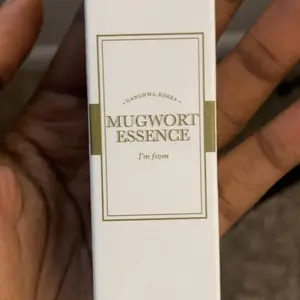 • GANGHWA, KOREA •
MUGWORT
ESSENCE
I'm from